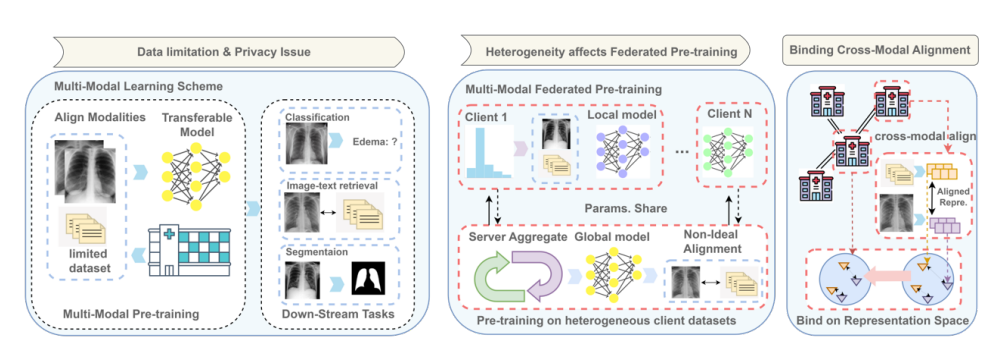 Data limitation & Privacy Issue
Multi-Modal Learning Scheme
Align Modalities
Transferable
Model
limited
dataset
Multi-Modal Pre-training
Classification
Edema: ?
Image-text retrieval
Segmentaion
Down-Stream Tasks
Heterogeneity affects Federated Pre-training
Multi-Modal Federated Pre-training
Client 1
Local model
...
Client N
Params. Share
Server Aggregate
Global model
Non-Ideal
Alignment
Pre-training on heterogeneous client datasets
Binding Cross-Modal Alignment
cross-modal align
Aligned
Repre.
Bind on Representation Space